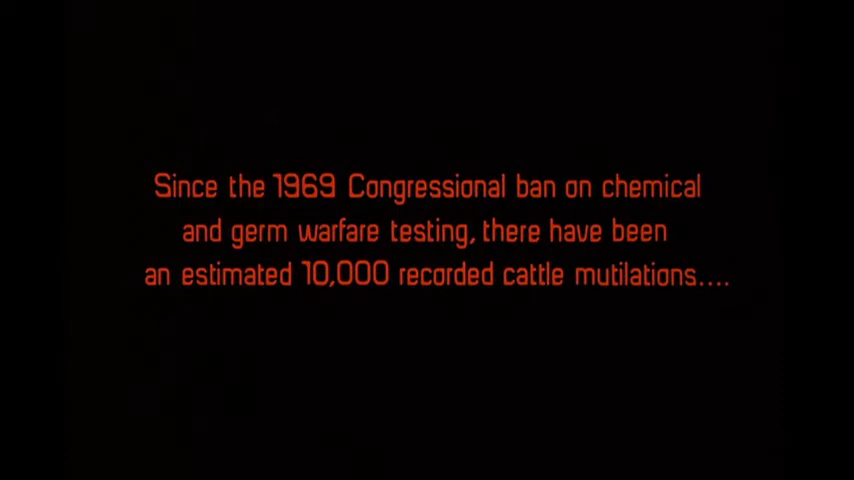 Since the 1969 Congressional ban on chemical
and germ warfare testing, there have been
an estimated 10,000 recorded cattle mutilations....